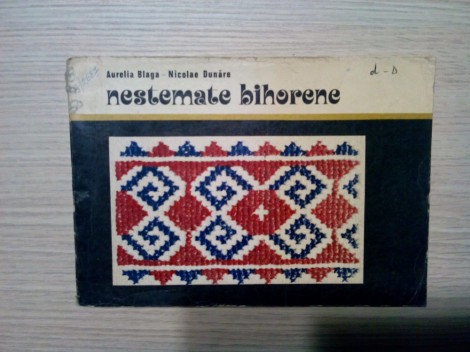 Aurelia Blaga - Nicolae Dunăre
nestemate bihorene
d - D